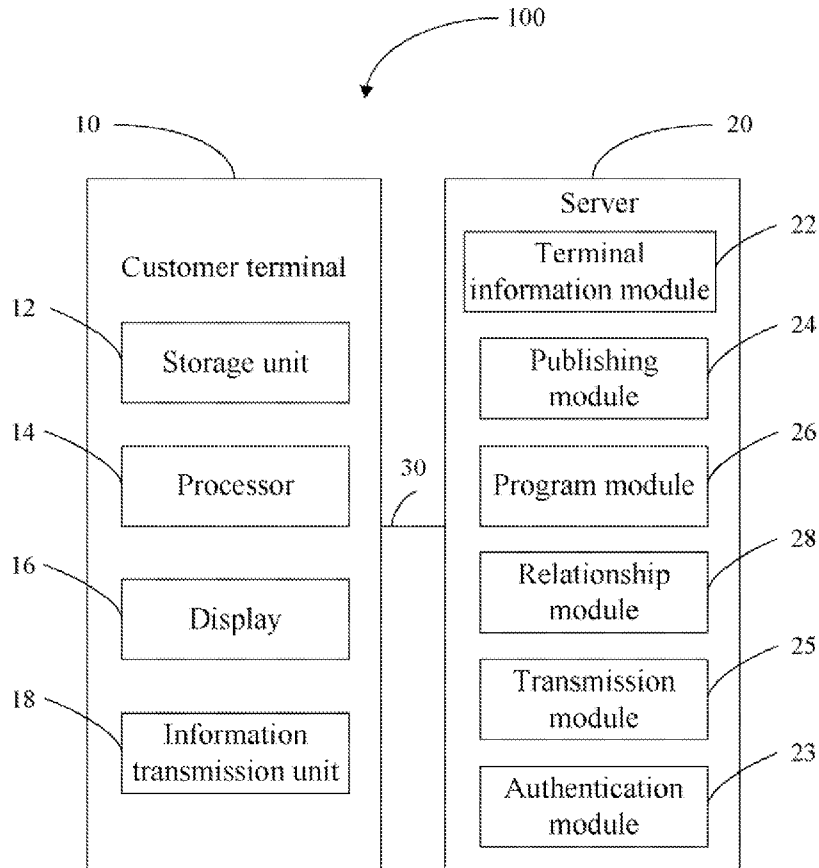 100
10
20
Customer terminal
12
Storage unit
14
Processor
16
Display
18
Information
transmission unit
30
Server
Terminal
information module
22
Publishing
module
24
Program module
26
Relationship
module
28
Transmission
module
25
Authentication
module
23